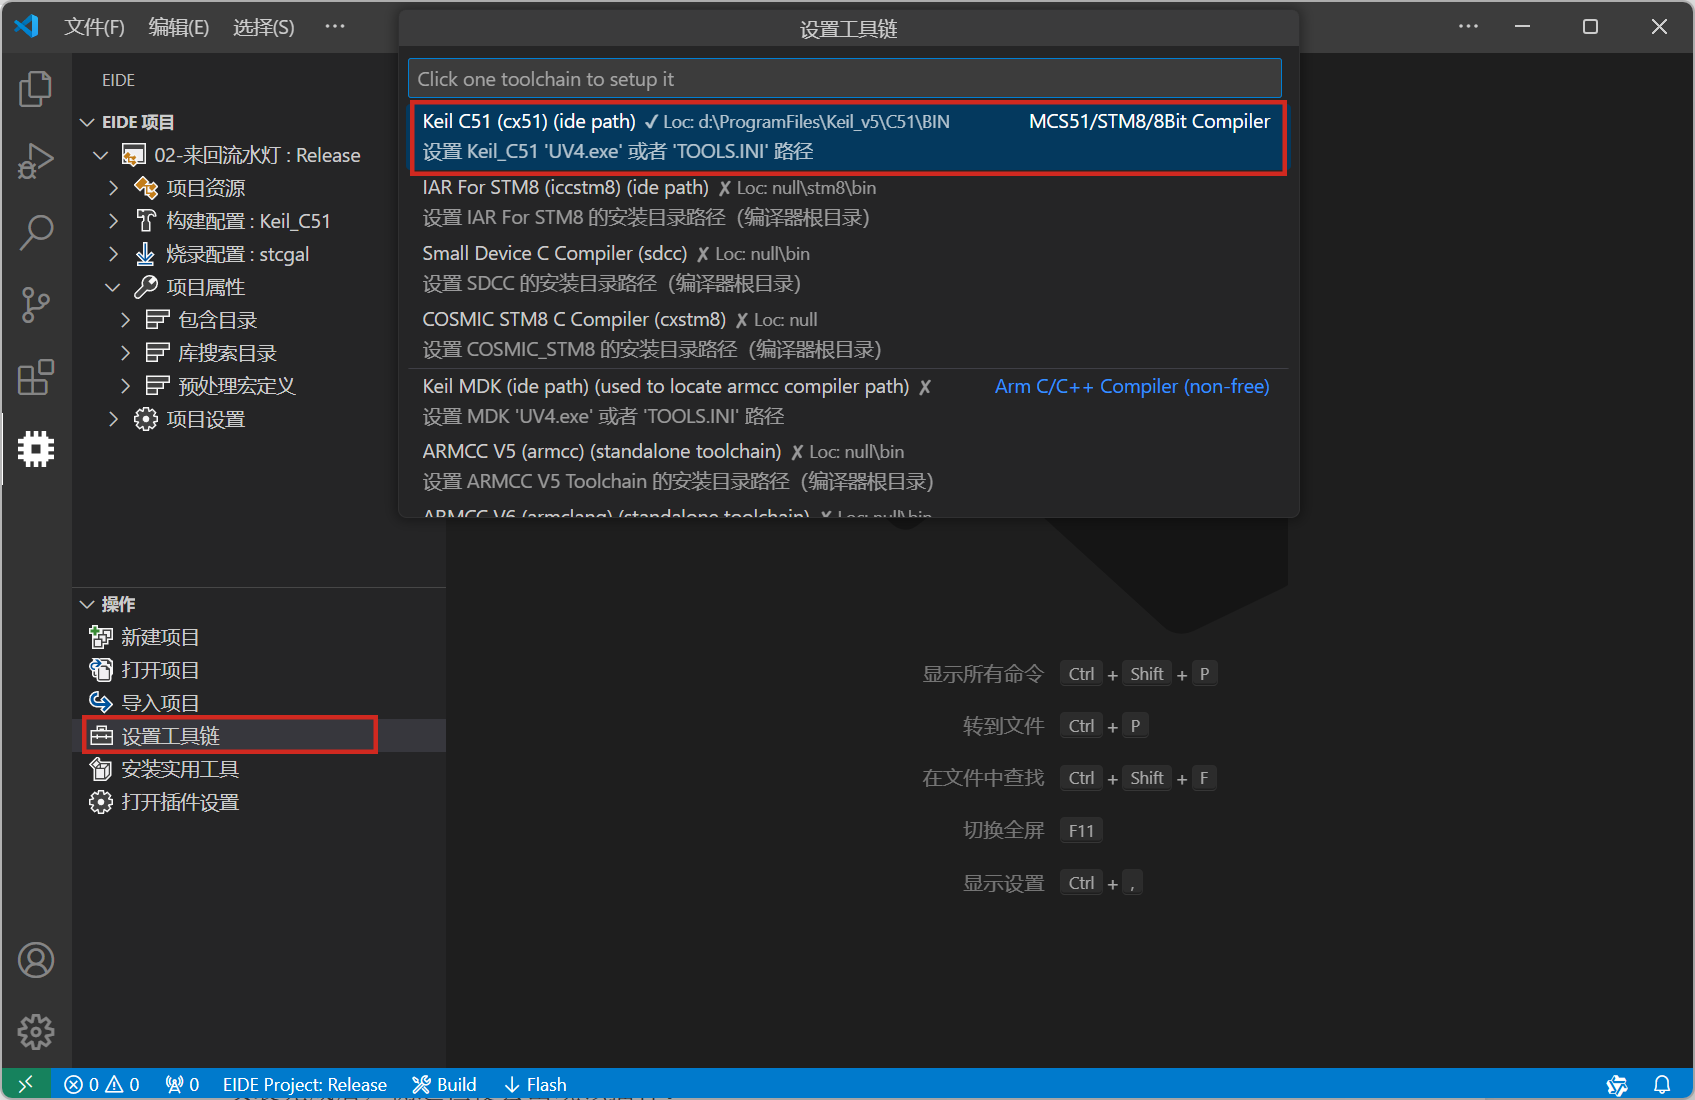 文件(F) 编辑(E) 选择(S) ···
设置工具链
···
EIDE
Click one toolchain to setup it
EIDE 项目
02-来回流水灯 : Release
项目资源
构建配置 : Keil_C51
烧录配置 : stcgal
项目属性
包含目录
库搜索目录
预处理宏定义
项目设置
Keil C51 (cx51) (ide path) ✓ Loc: d:\ProgramFiles\Keil_v5\C51\BIN MCS51/STM8/8Bit Compiler
设置 Keil_C51 'UV4.exe' 或者 'TOOLS.INI' 路径
IAR For STM8 (iccstm8) (ide path) ✗ Loc: null\stm8\bin
设置 IAR For STM8 的安装目录路径（编译器根目录）
Small Device C Compiler (sdcc) ✗ Loc: null\bin
设置 SDCC 的安装目录路径（编译器根目录）
COSMIC STM8 C Compiler (cxstm8) ✗ Loc: null
设置 COSMIC_STM8 的安装目录路径（编译器根目录）
Keil MDK (ide path) (used to locate armcc compiler path) ✗ Arm C/C++ Compiler (non-free)
设置 MDK 'UV4.exe' 或者 'TOOLS.INI' 路径
ARMCC V5 (armcc) (standalone toolchain) ✗ Loc: null\bin
设置 ARMCC V5 Toolchain 的安装目录路径（编译器根目录）
ARMCC V6 (armclang) (standalone toolchain) ✗ Loc: null\bin
操作
新建项目
打开项目
导入项目
设置工具链
安装实用工具
打开插件设置
显示所有命令 Ctrl + Shift + P
转到文件 Ctrl + P
在文件中查找 Ctrl + Shift + F
切换全屏 F11
显示设置 Ctrl + ,
0 0 0 EIDE Project: Release Build Flash